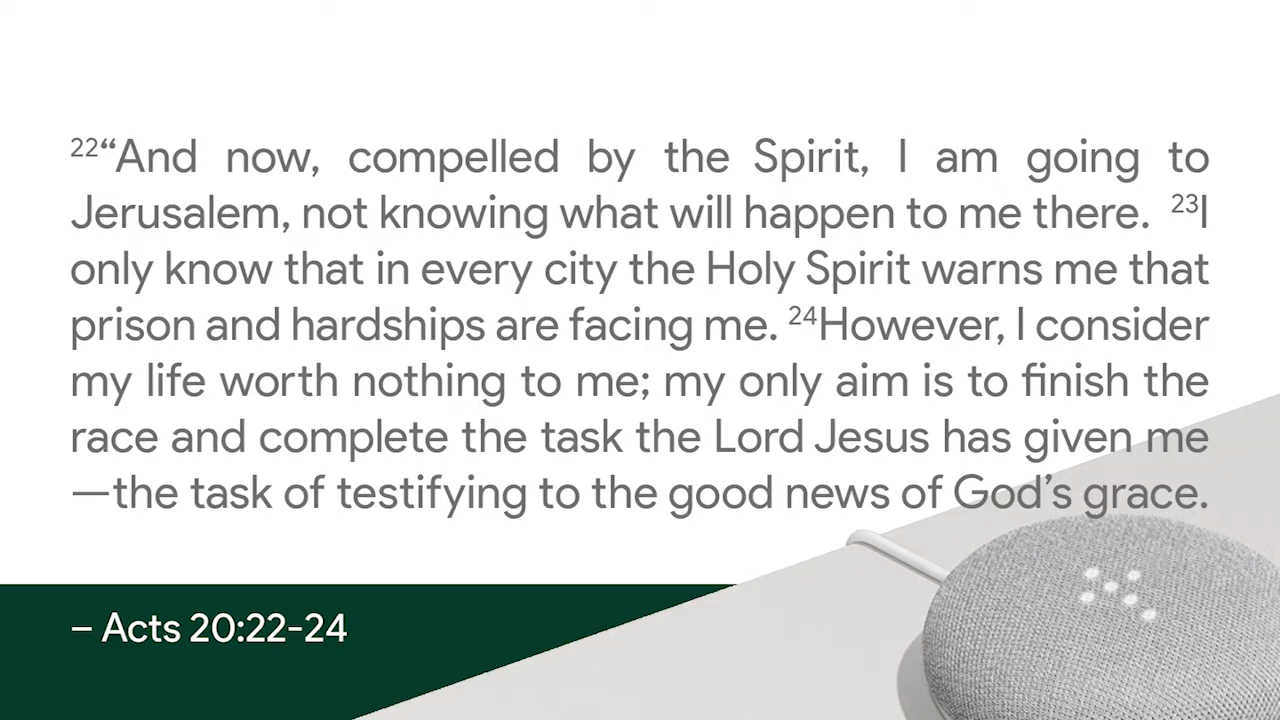 ²²“And now, compelled by the Spirit, I am going to
Jerusalem, not knowing what will happen to me there. ²³I
only know that in every city the Holy Spirit warns me that
prison and hardships are facing me. ²⁴However, I consider
my life worth nothing to me; my only aim is to finish the
race and complete the task the Lord Jesus has given me
—the task of testifying to the good news of God’s grace.
– Acts 20:22-24